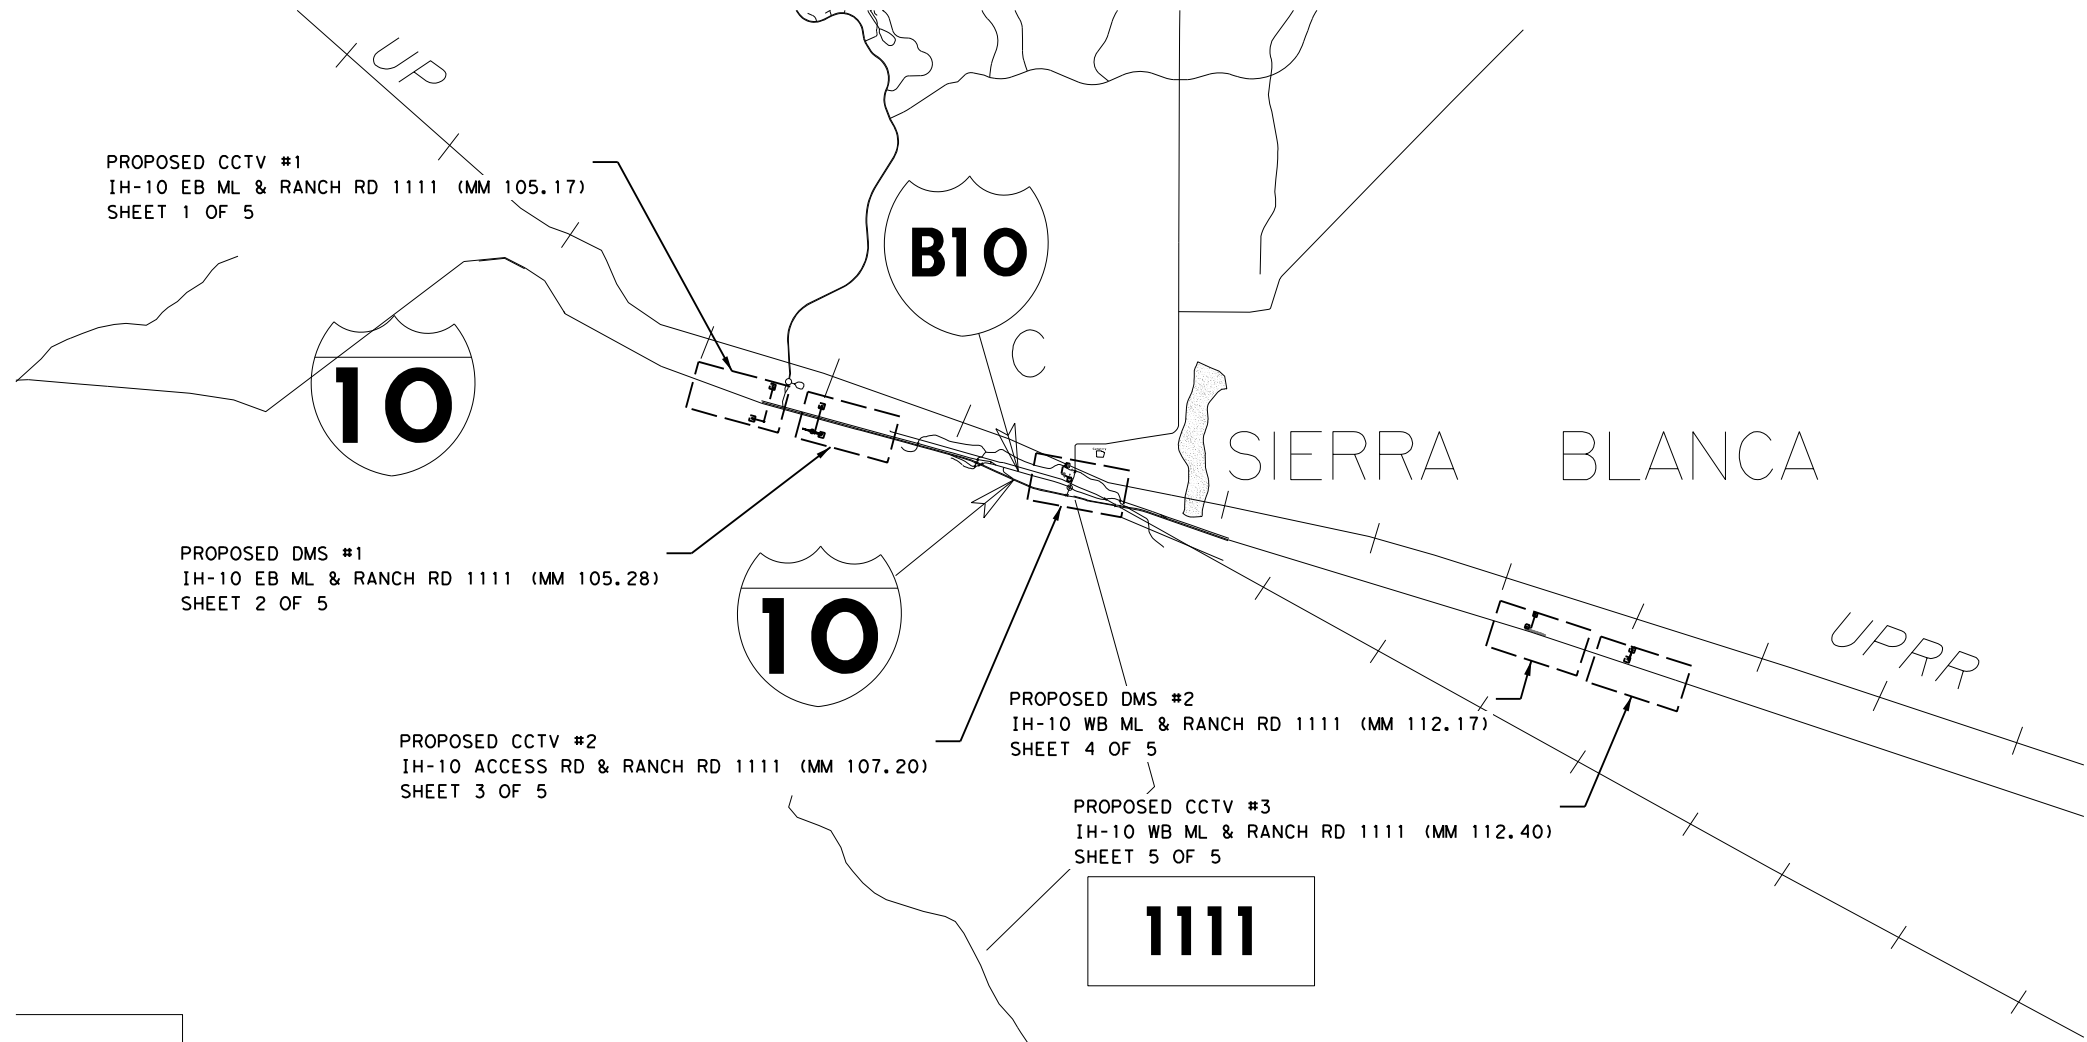 UP
PROPOSED CCTV #1
IH-10 EB ML & RANCH RD 1111 (MM 105.17)
SHEET 1 OF 5
B10
C
10
SIERRA BLANCA
PROPOSED DMS #1
IH-10 EB ML & RANCH RD 1111 (MM 105.28)
SHEET 2 OF 5
10
UPRR
PROPOSED DMS #2
IH-10 WB ML & RANCH RD 1111 (MM 112.17)
SHEET 4 OF 5
PROPOSED CCTV #2
IH-10 ACCESS RD & RANCH RD 1111 (MM 107.20)
SHEET 3 OF 5
PROPOSED CCTV #3
IH-10 WB ML & RANCH RD 1111 (MM 112.40)
SHEET 5 OF 5
1111